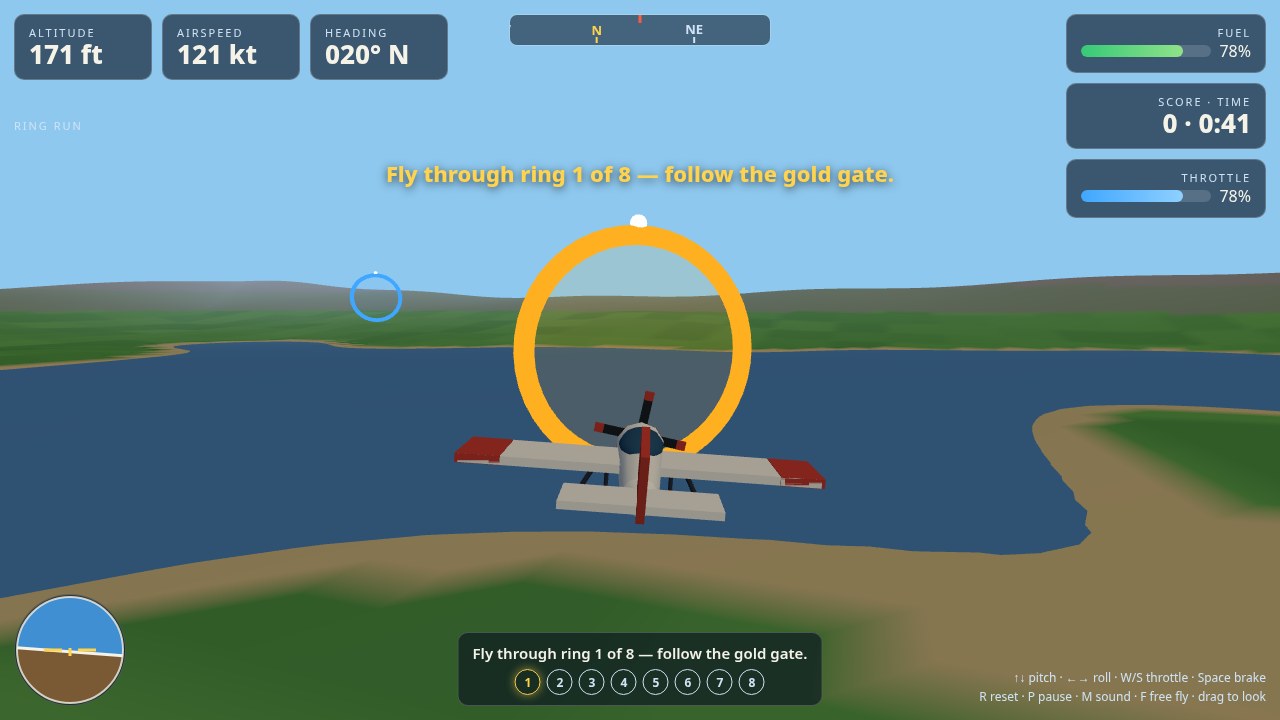 ALTITUDE
171 ft
AIRSPEED
121 kt
HEADING
020° N
N
NE
FUEL
78%
SCORE · TIME
0 · 0:41
THROTTLE
78%
RING RUN
Fly through ring 1 of 8 — follow the gold gate.
Fly through ring 1 of 8 — follow the gold gate.
1 2 3 4 5 6 7 8
↑↓ pitch · ←→ roll · W/S throttle · Space brake
R reset · P pause · M sound · F free fly · drag to look